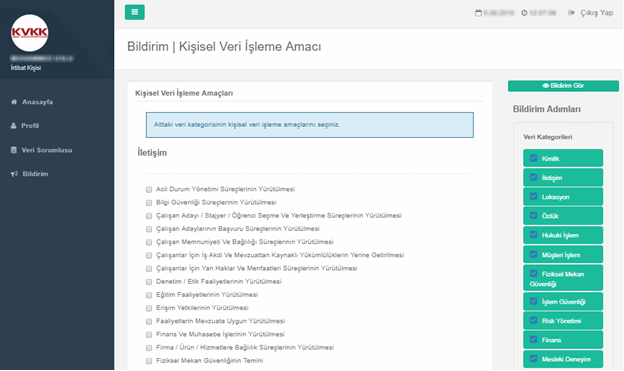 KVKK
İrtibat Kişisi
Anasayfa
Profil
Veri Sorumlusu
Bildirim
Çıkış Yap
Bildirim | Kişisel Veri İşleme Amacı
Kişisel Veri İşleme Amaçları
Alttaki veri kategorisinin kişisel veri işleme amaçlarını seçiniz.
İletişim
Acil Durum Yönetimi Süreçlerinin Yürütülmesi
Bilgi Güvenliği Süreçlerinin Yürütülmesi
Çalışan Adayı / Stajyer / Öğrenci Seçme Ve Yerleştirme Süreçlerinin Yürütülmesi
Çalışan Adaylarının Başvuru Süreçlerinin Yürütülmesi
Çalışan Memnuniyeti Ve Bağlılığı Süreçlerinin Yürütülmesi
Çalışanlar İçin İş Akdi Ve Mevzuattan Kaynaklı Yükümlülüklerin Yerine Getirilmesi
Çalışanlar İçin Yan Haklar Ve Menfaatleri Süreçlerinin Yürütülmesi
Denetim / Etik Faaliyetlerinin Yürütülmesi
Eğitim Faaliyetlerinin Yürütülmesi
Erişim Yetkilerinin Yürütülmesi
Faaliyetlerin Mevzuata Uygun Yürütülmesi
Finans Ve Muhasebe İşlerinin Yürütülmesi
Firma / Ürün / Hizmetlere Bağlılık Süreçlerinin Yürütülmesi
Fiziksel Mekan Güvenliğinin Temini
Bildirim Gör
Bildirim Adımları
Veri Kategorileri
Kimlik
İletişim
Lokasyon
Özlük
Hukuki İşlem
Müşteri İşlem
Fiziksel Mekan
Güvenliği
İşlem Güvenliği
Risk Yönetimi
Finans
Mesleki Deneyim